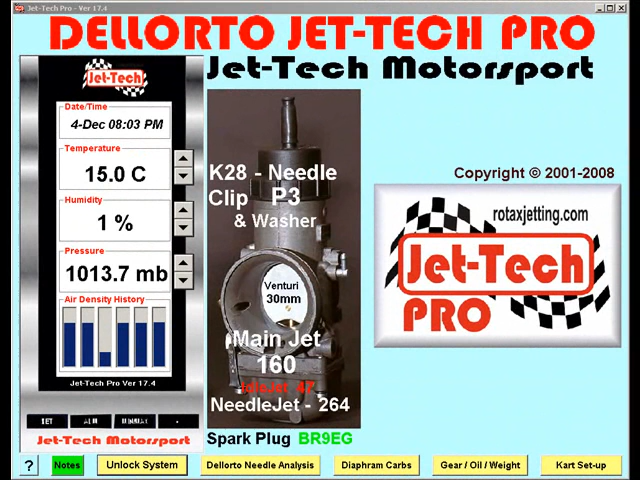 Jet-Tech Pro - Ver 17.4
DELLORTO JET-TECH PRO
Jet-Tech Motorsport
Jet-Tech
Date/Time
4-Dec 08:03 PM
Temperature
15.0 C
Humidity
1 %
Pressure
1013.7 mb
Air Density History
Jet-Tech Pro Ver 17.4
SET
Jet-Tech Motorsport
K28 - Needle
Clip P3
& Washer
Venturi
30mm
Main Jet
160
IdleJet 47
NeedleJet - 264
Spark Plug BR9EG
Copyright © 2001-2008
rotaxjetting.com
Jet-Tech
PRO
? Notes Unlock System Dellorto Needle Analysis Diaphram Carbs Gear / Oil / Weight Kart Set-up